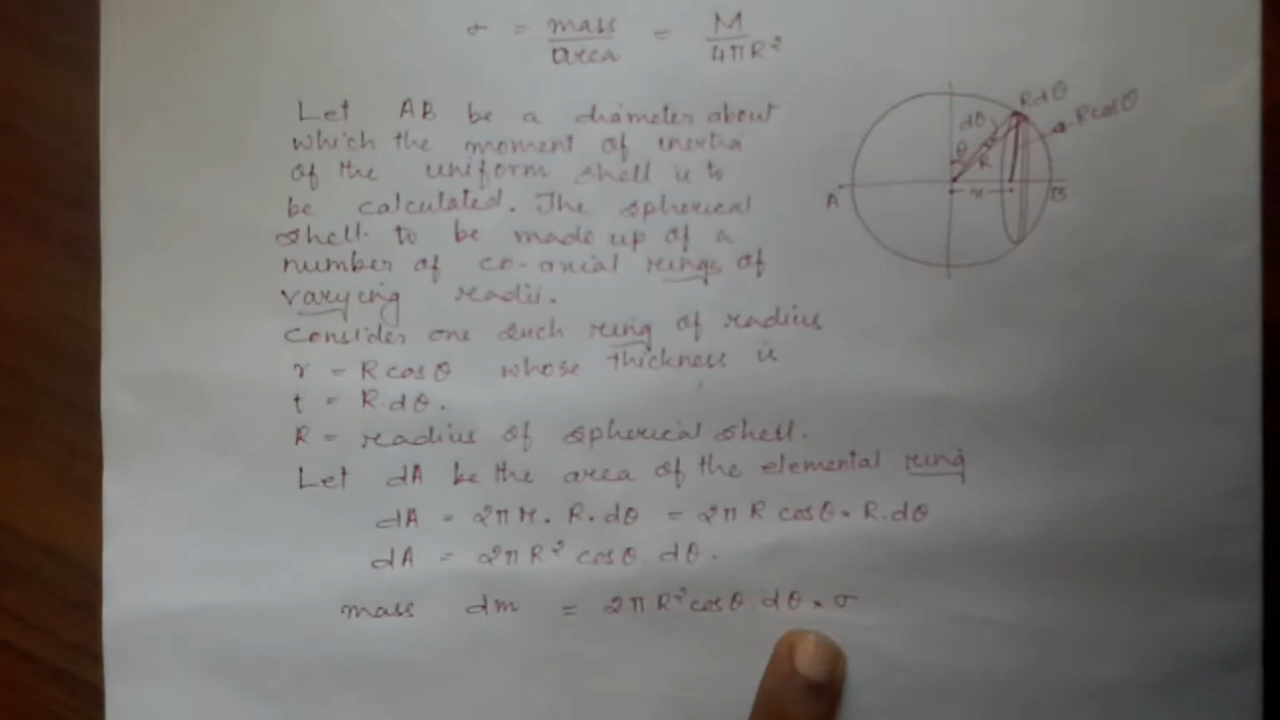 σ = mass / area = M / 4πR²
Let AB be a diameter about
which the moment of inertia
of the uniform shell is to
be calculated. The spherical
shell to be made up of a
number of co-axial rings of
varying radii.
Consider one such ring of radius
r = R cos θ whose thickness is
t = R.dθ.
R = radius of spherical shell.
Let dA be the area of the elemental ring
dA = 2πr. R.dθ = 2πR cosθ. R.dθ
dA = 2πR² cosθ dθ.
mass dm = 2πR² cosθ dθ. σ
Rdθ
dθ
Rcosθ
θ
R
A
x
B